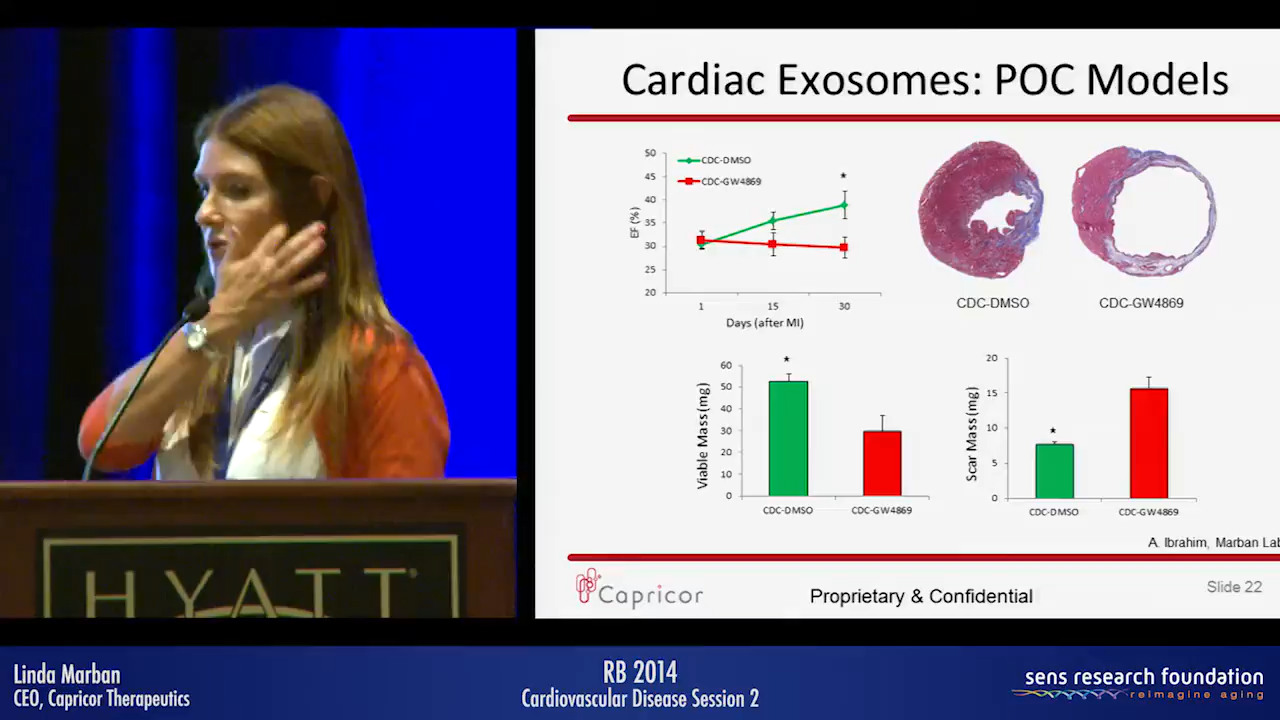 Cardiac Exosomes: POC Models
50
45
40
35
30
25
20
EF (%)
CDC-DMSO
CDC-GW4869
*
1 15 30
Days (after MI)
CDC-DMSO
CDC-GW4869
60
50
40
30
20
10
0
Viable Mass (mg)
*
CDC-DMSO
CDC-GW4869
20
15
10
5
0
Scar Mass (mg)
*
CDC-DMSO
CDC-GW4869
A. Ibrahim, Marban Lab
Capricor
Proprietary & Confidential
Slide 22
HYATT®
Linda Marban
CEO, Capricor Therapeutics
RB 2014
Cardiovascular Disease Session 2
sens research foundation
reimagine aging